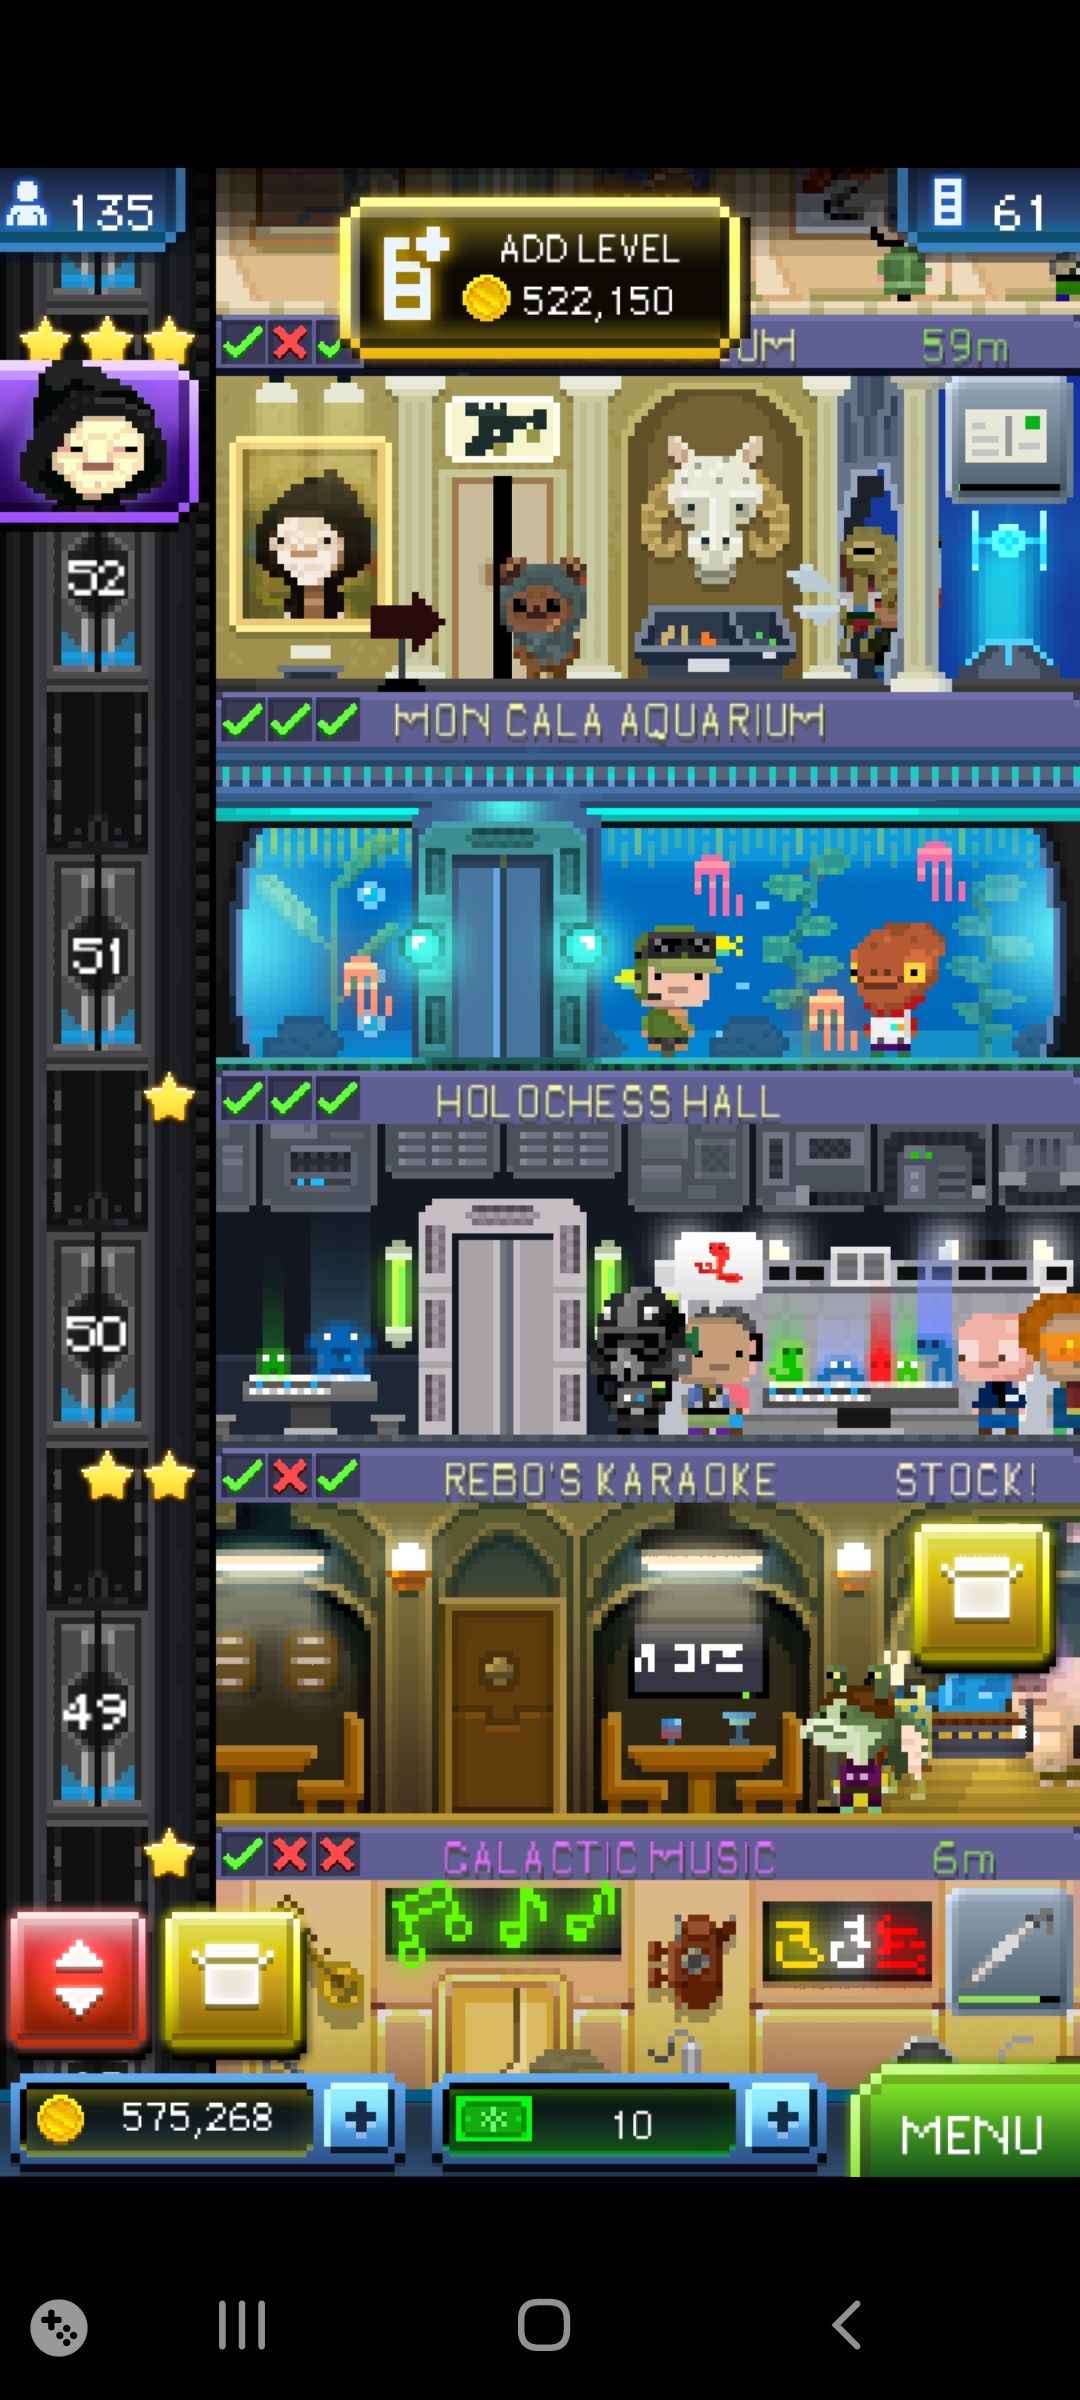 135
ADD LEVEL
522,150
61
UM
59m
52
MON CALA AQUARIUM
51
HOLOCHESS HALL
50
REBO'S KARAOKE
STOCK!
49
GALACTIC MUSIC
6m
575,268
10
MENU